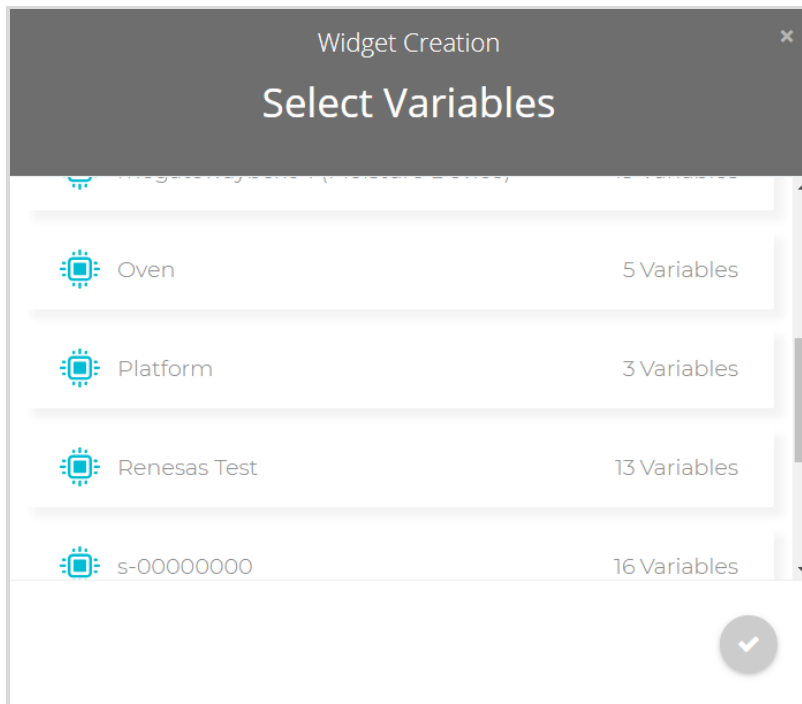 Widget Creation
Select Variables
Oven 5 Variables
Platform 3 Variables
Renesas Test 13 Variables
s-00000000 16 Variables